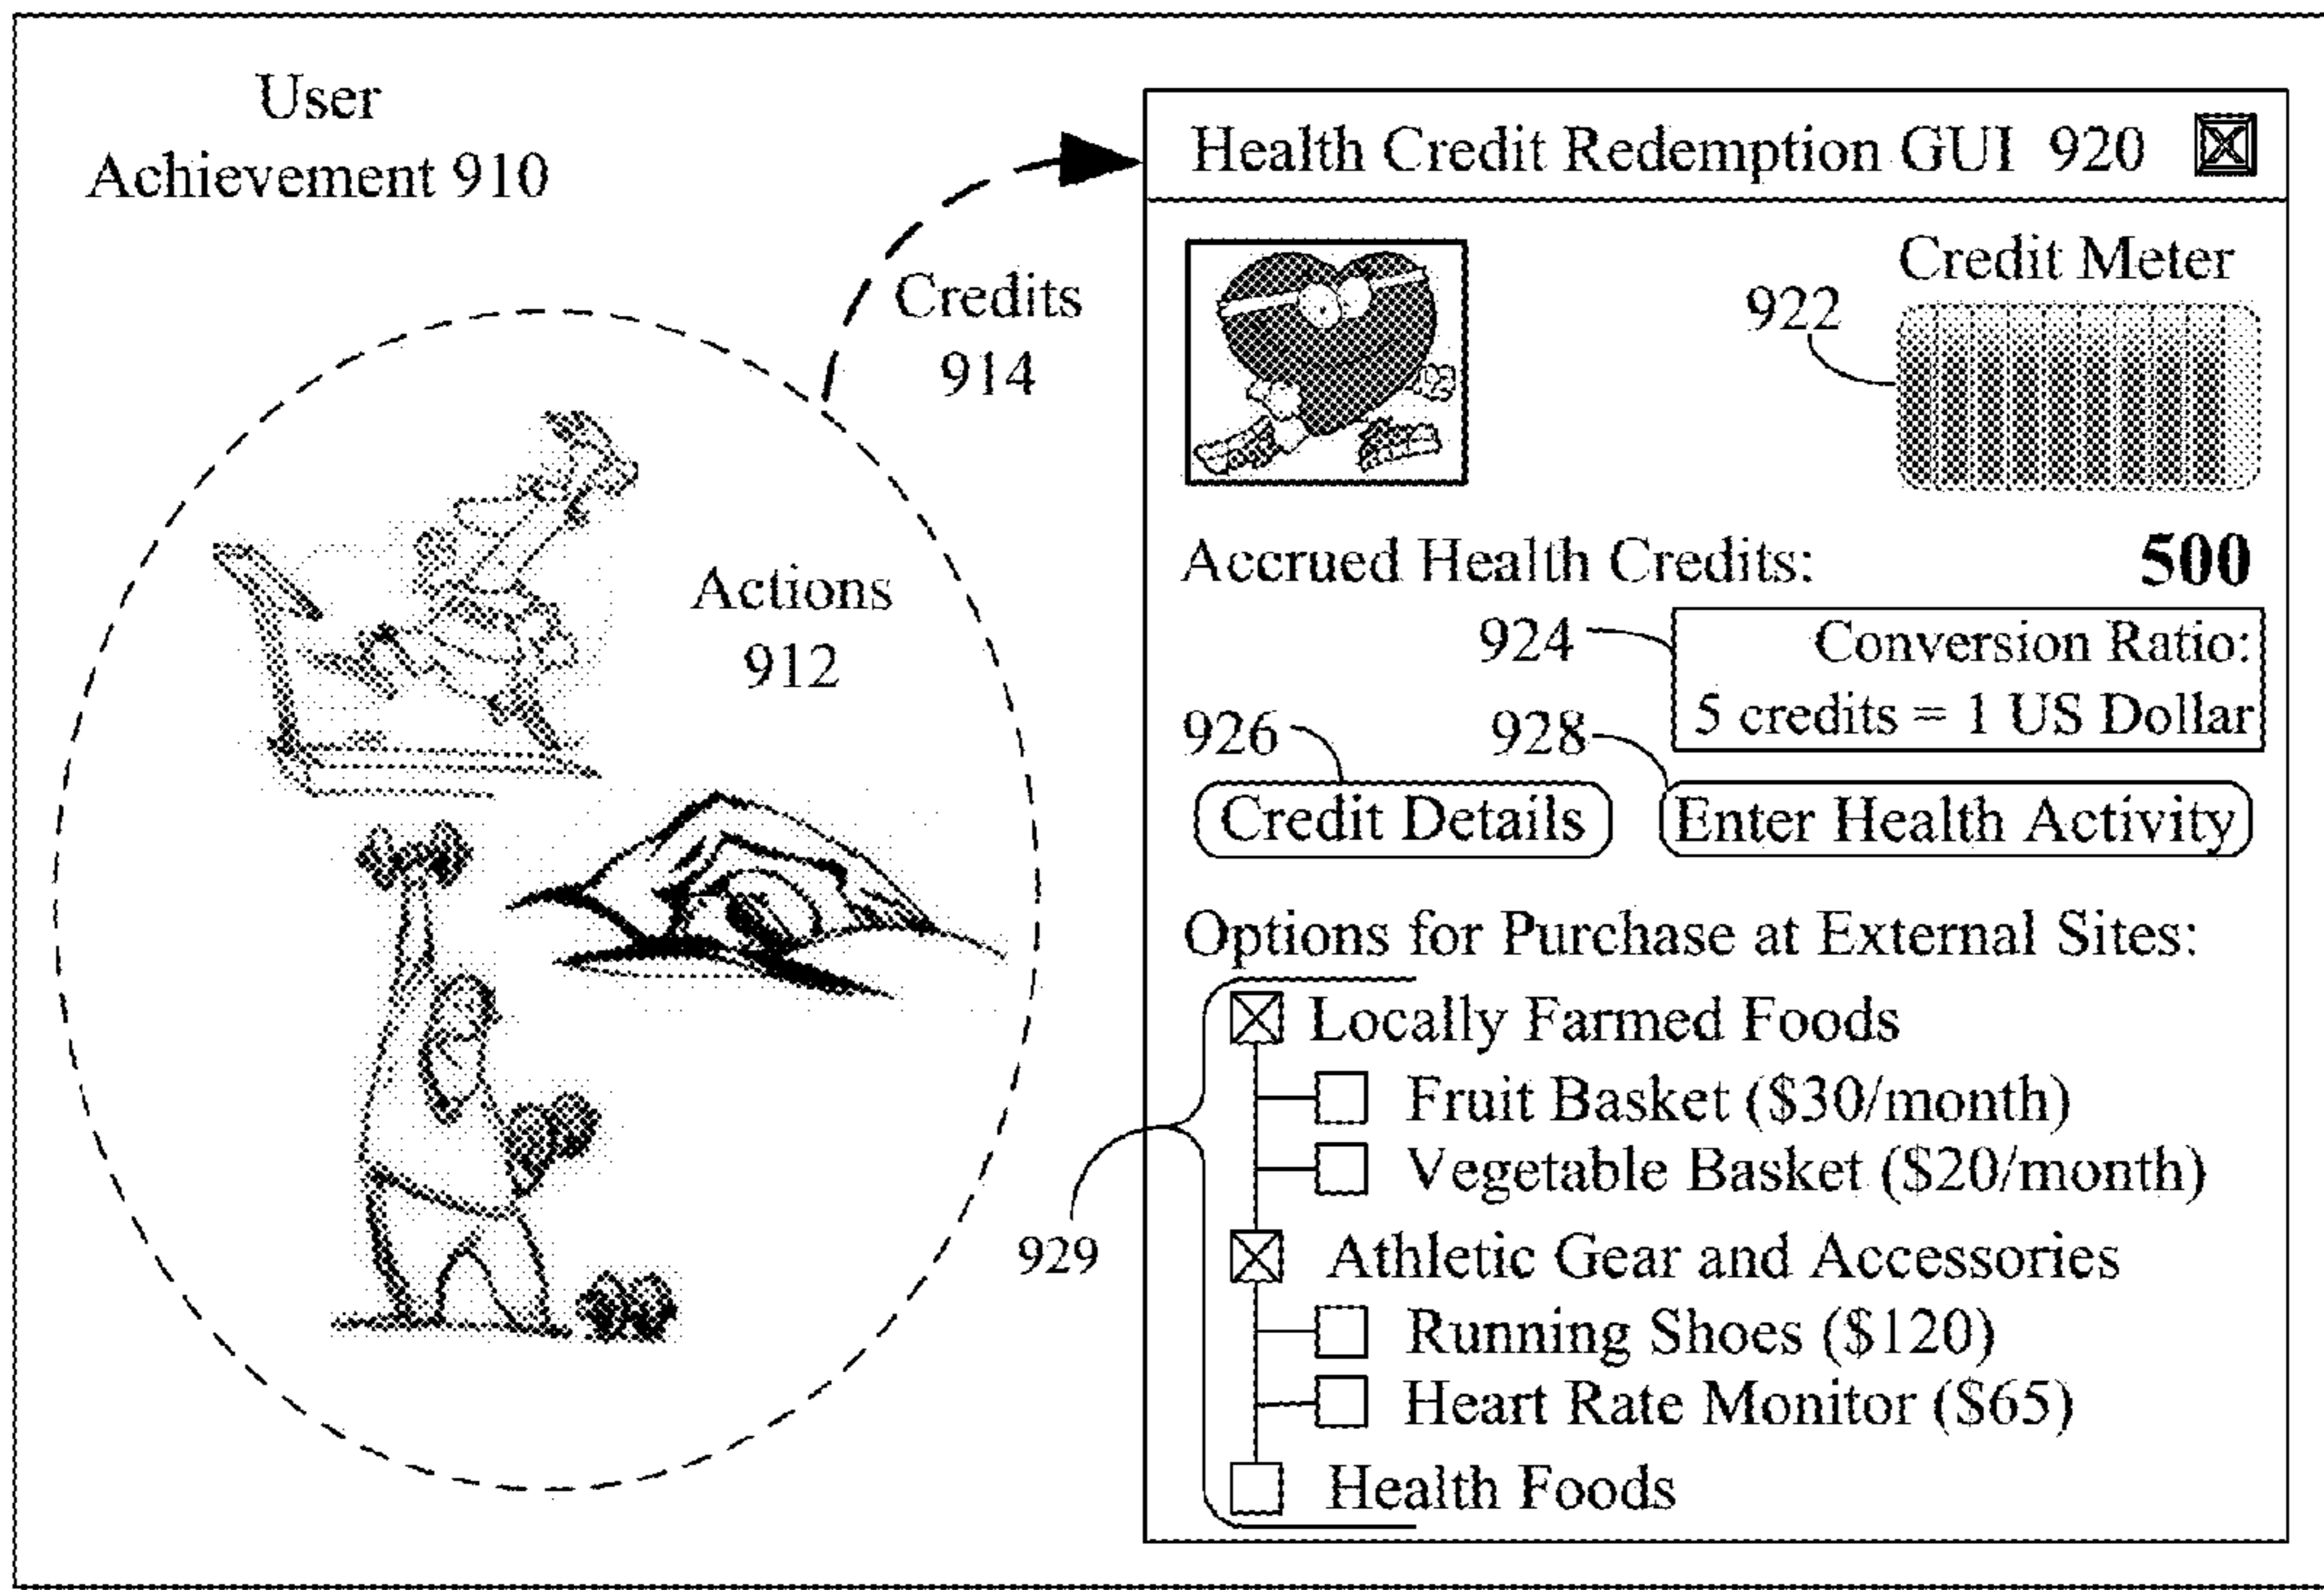 User
Achievement 910
Credits
914
Actions
912
Health Credit Redemption GUI 920
Credit Meter
922
Accrued Health Credits: 500
924
Conversion Ratio:
5 credits = 1 US Dollar
926
928
Credit Details
Enter Health Activity
Options for Purchase at External Sites:
929
Locally Farmed Foods
Fruit Basket ($30/month)
Vegetable Basket ($20/month)
Athletic Gear and Accessories
Running Shoes ($120)
Heart Rate Monitor ($65)
Health Foods